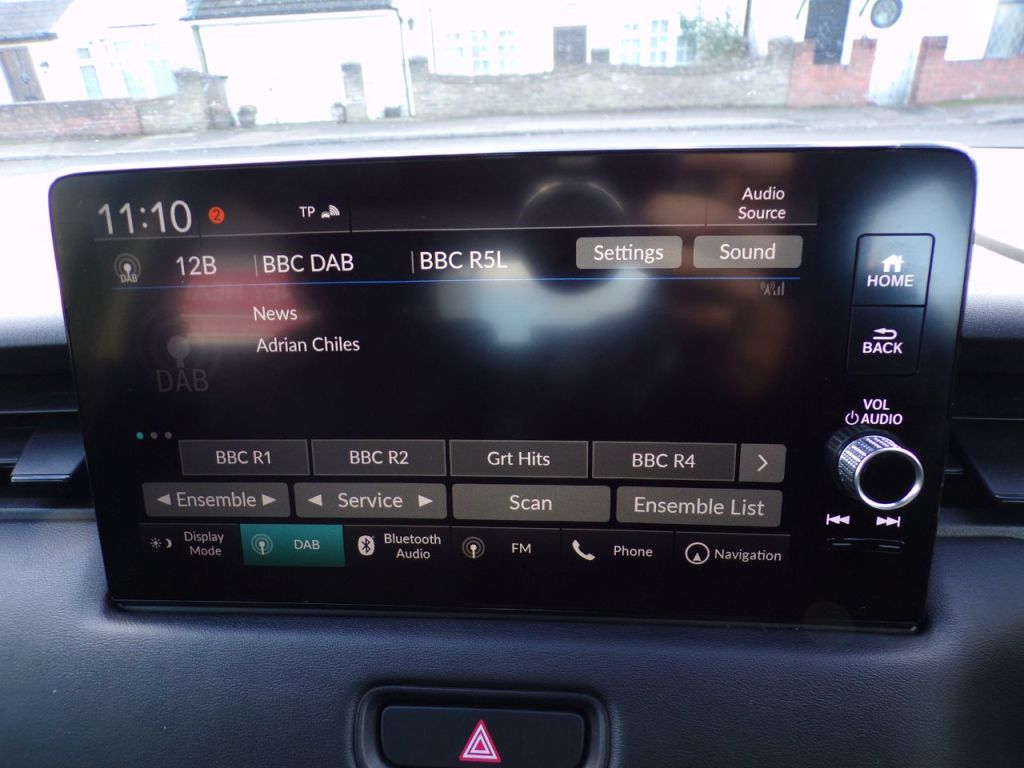 11:10 2 TP Audio Source
DAB 12B BBC DAB BBC R5L Settings Sound
HOME
News
Adrian Chiles
BACK
DAB
VOL
AUDIO
BBC R1 BBC R2 Grt Hits BBC R4
Ensemble Service Scan Ensemble List
Display Mode DAB Bluetooth Audio FM Phone Navigation